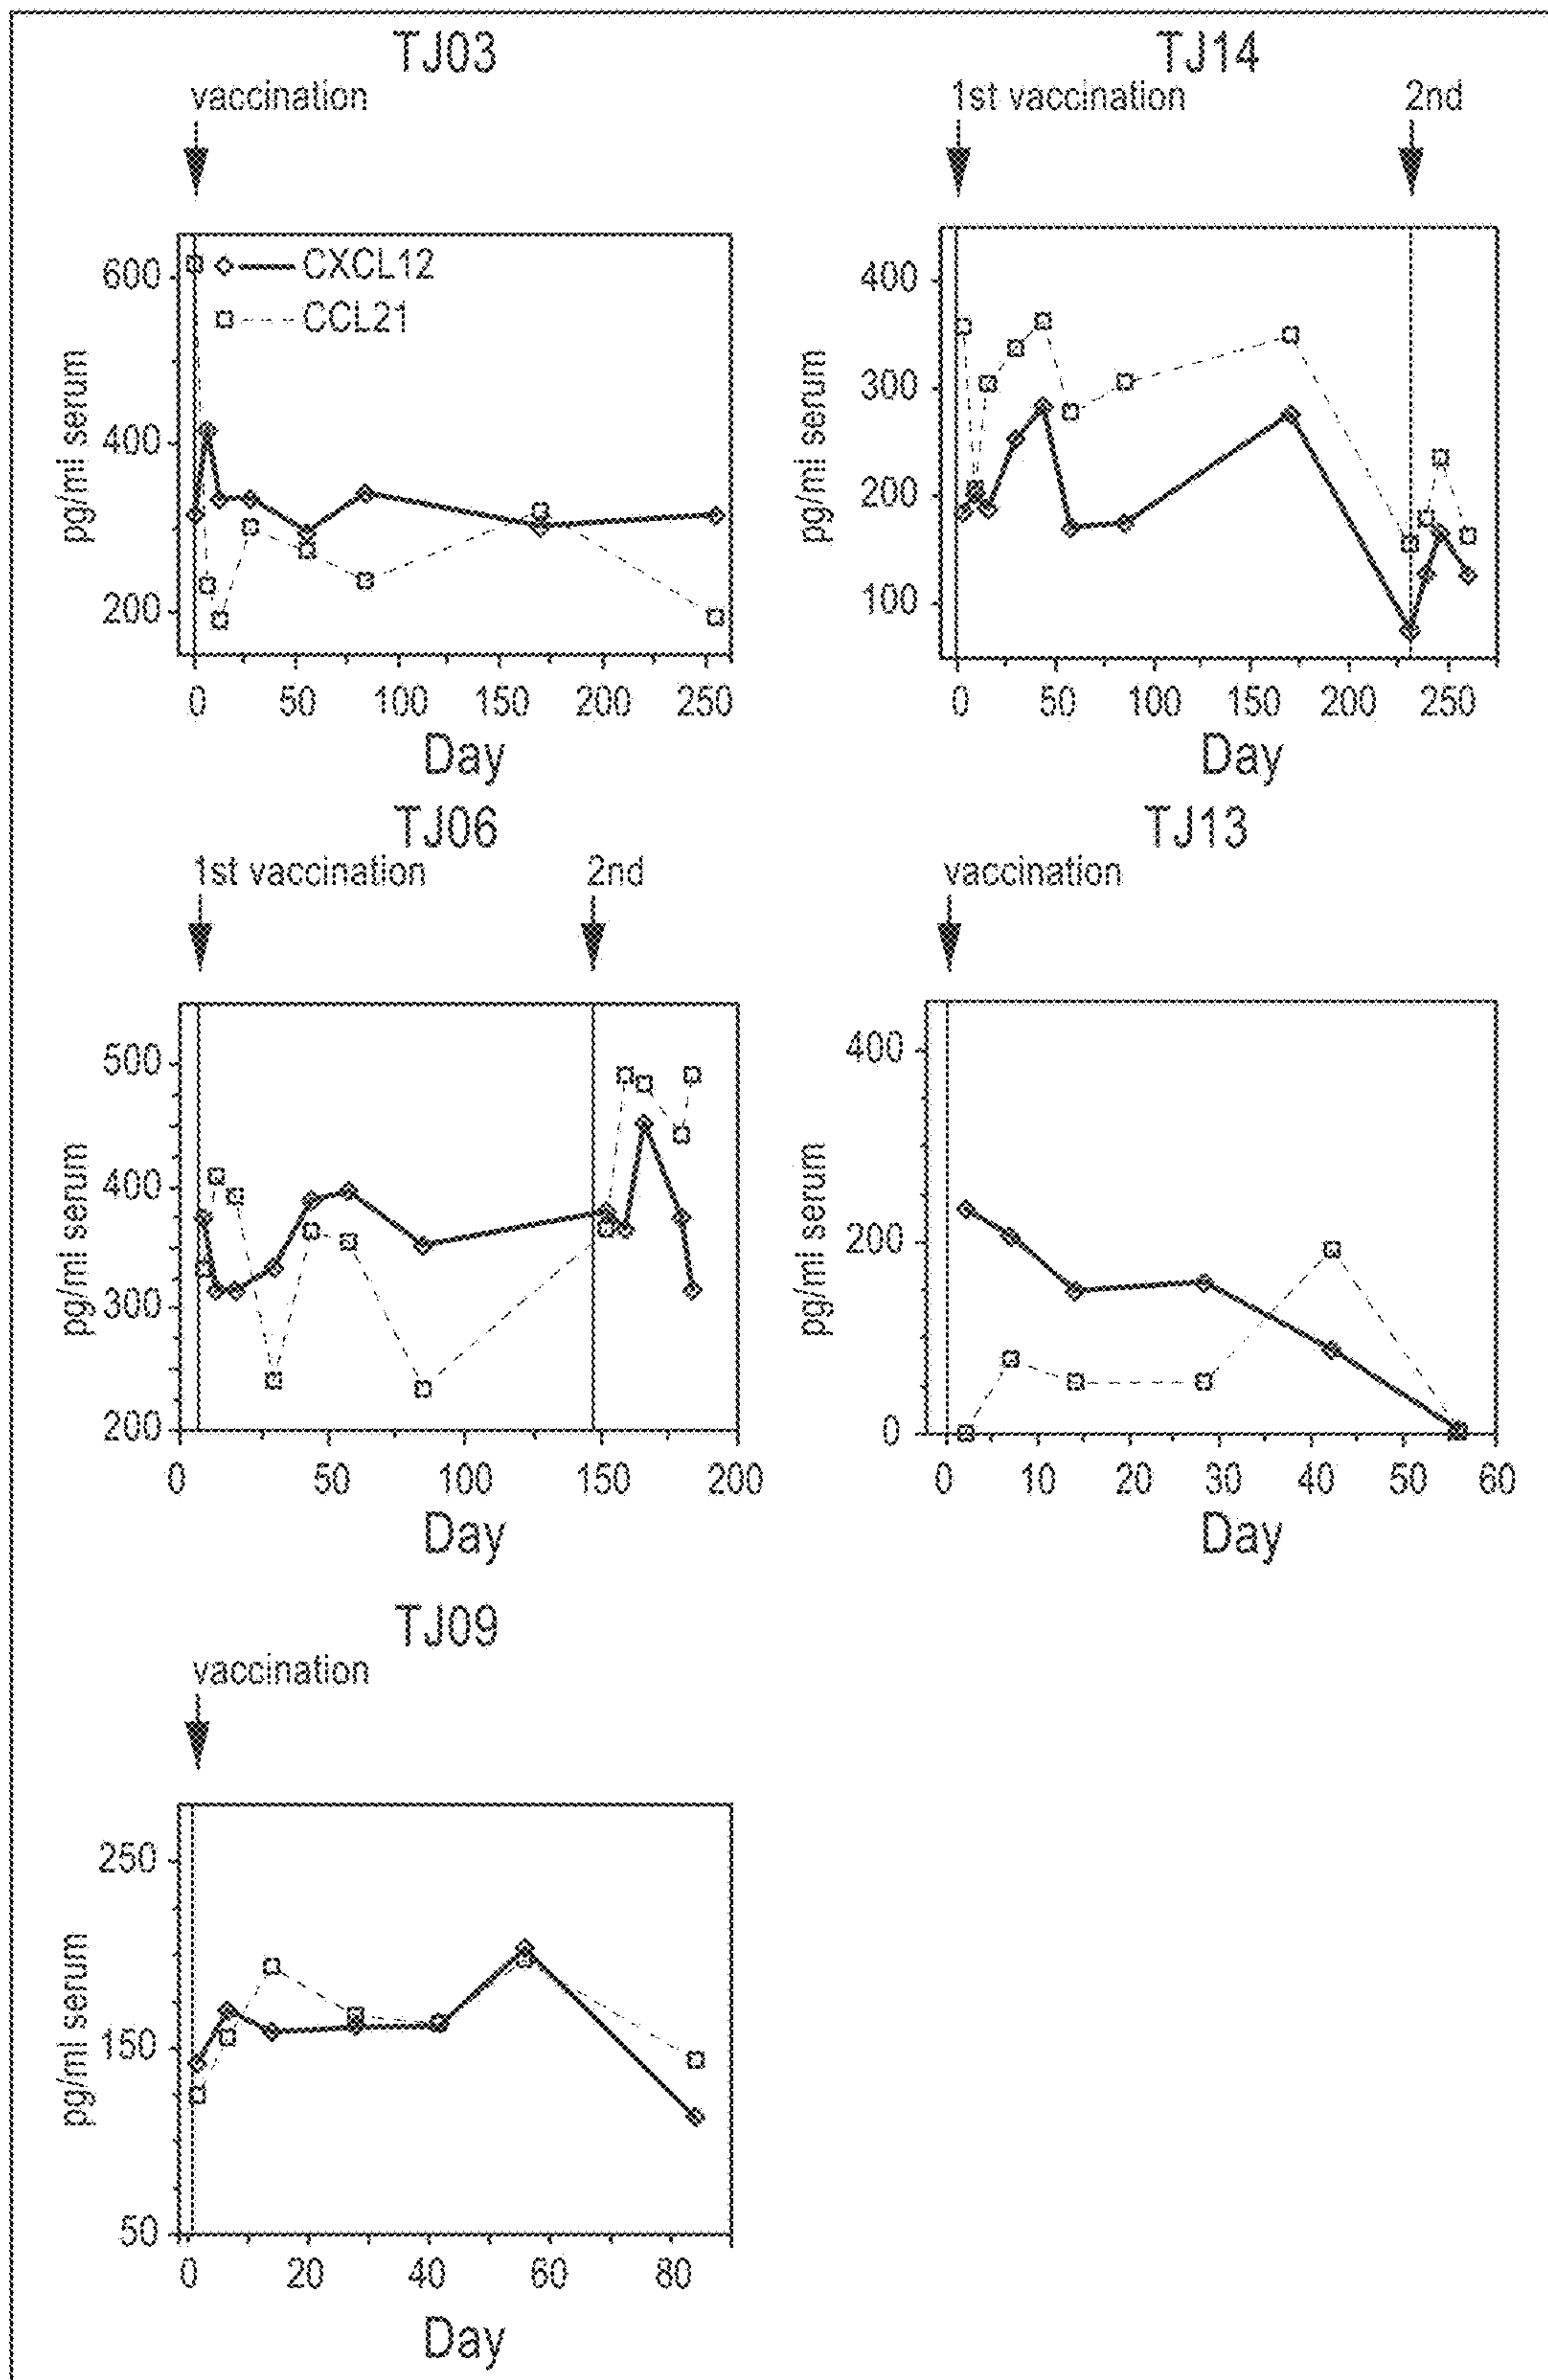 TJ03
vaccination
600
400
200
pg/ml serum
CXCL12
CCL21
0 50 100 150 200 250
Day
TJ14
1st vaccination 2nd
400
300
200
100
pg/ml serum
0 50 100 150 200 250
Day
TJ06
1st vaccination 2nd
500
400
300
200
pg/ml serum
0 50 100 150 200
Day
TJ13
vaccination
400
200
0
pg/ml serum
0 10 20 30 40 50 60
Day
TJ09
vaccination
250
150
50
pg/ml serum
0 20 40 60 80
Day